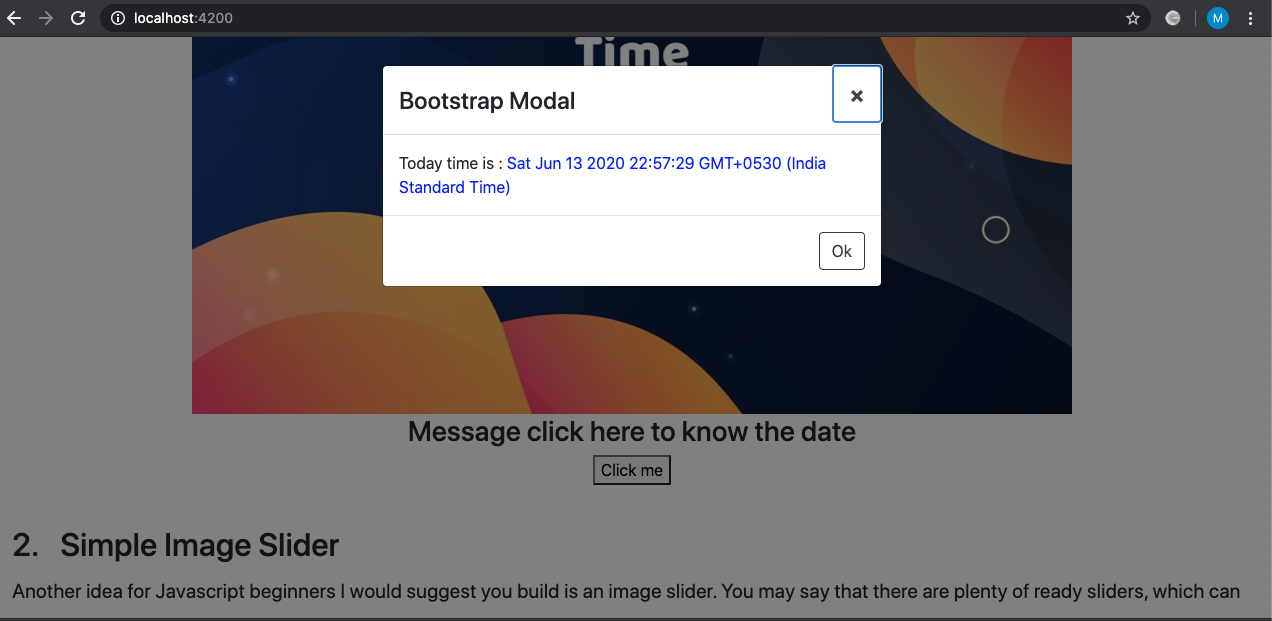 localhost:4200
M
Time
Bootstrap Modal
×
Today time is : Sat Jun 13 2020 22:57:29 GMT+0530 (India
Standard Time)
Ok
Message click here to know the date
Click me
2. Simple Image Slider
Another idea for Javascript beginners I would suggest you build is an image slider. You may say that there are plenty of ready sliders, which can